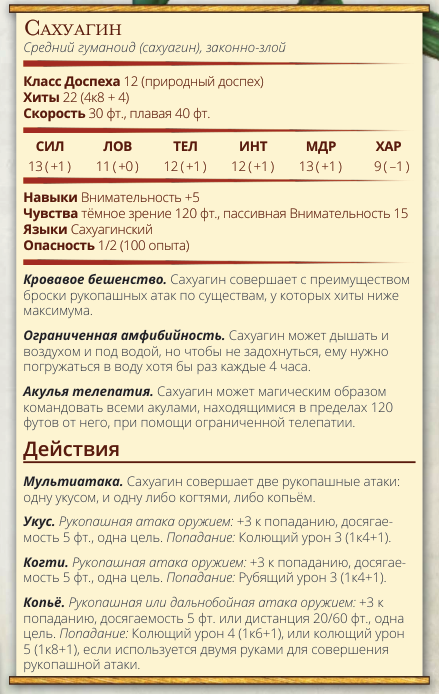 Сахуагин
Средний гуманоид (сахуагин), законно-злой
Класс Доспеха 12 (природный доспех)
Хиты 22 (4к8 + 4)
Скорость 30 фт., плавая 40 фт.
СИЛ ЛОВ ТЕЛ ИНТ МДР ХАР
13 (+1) 11 (+0) 12 (+1) 12 (+1) 13 (+1) 9 (−1)
Навыки Внимательность +5
Чувства тёмное зрение 120 фт., пассивная Внимательность 15
Языки Сахуагинский
Опасность 1/2 (100 опыта)
Кровавое бешенство. Сахуагин совершает с преимуществом
броски рукопашных атак по существам, у которых хиты ниже
максимума.
Ограниченная амфибийность. Сахуагин может дышать и
воздухом и под водой, но чтобы не задохнуться, ему нужно
погружаться в воду хотя бы раз каждые 4 часа.
Акулья телепатия. Сахуагин может магическим образом
командовать всеми акулами, находящимися в пределах 120
футов от него, при помощи ограниченной телепатии.
Действия
Мультиатака. Сахуагин совершает две рукопашные атаки:
одну укусом, и одну либо когтями, либо копьём.
Укус. Рукопашная атака оружием: +3 к попаданию, досягае-
мость 5 фт., одна цель. Попадание: Колющий урон 3 (1к4+1).
Когти. Рукопашная атака оружием: +3 к попаданию, досягае-
мость 5 фт., одна цель. Попадание: Рубящий урон 3 (1к4+1).
Копьё. Рукопашная или дальнобойная атака оружием: +3 к
попаданию, досягаемость 5 фт. или дистанция 20/60 фт., одна
цель. Попадание: Колющий урон 4 (1к6+1), или колющий урон
5 (1к8+1), если используется двумя руками для совершения
рукопашной атаки.